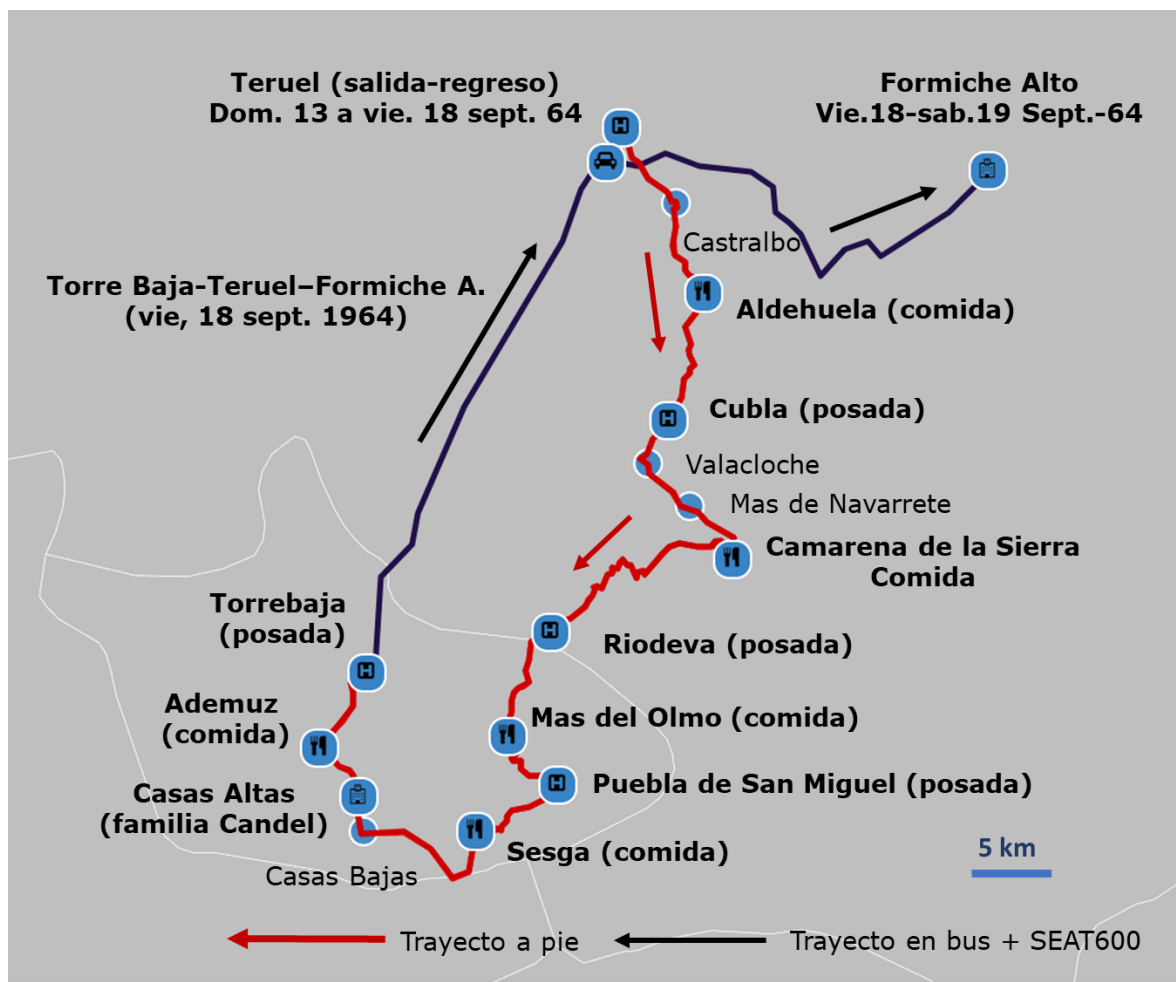 Teruel (salida-regreso)
Dom. 13 a vie. 18 sept. 64
Formiche Alto
Vie.18-sab.19 Sept.-64
Castralbo
Torre Baja-Teruel–Formiche A.
(vie, 18 sept. 1964)
Aldehuela (comida)
Cubla (posada)
Valacloche
Mas de Navarrete
Camarena de la Sierra
Comida
Torrebaja
(posada)
Riodeva (posada)
Ademuz
(comida)
Mas del Olmo (comida)
Casas Altas
(familia Candel)
Puebla de San Miguel (posada)
Sesga (comida)
Casas Bajas
5 km
Trayecto a pie
Trayecto en bus + SEAT600